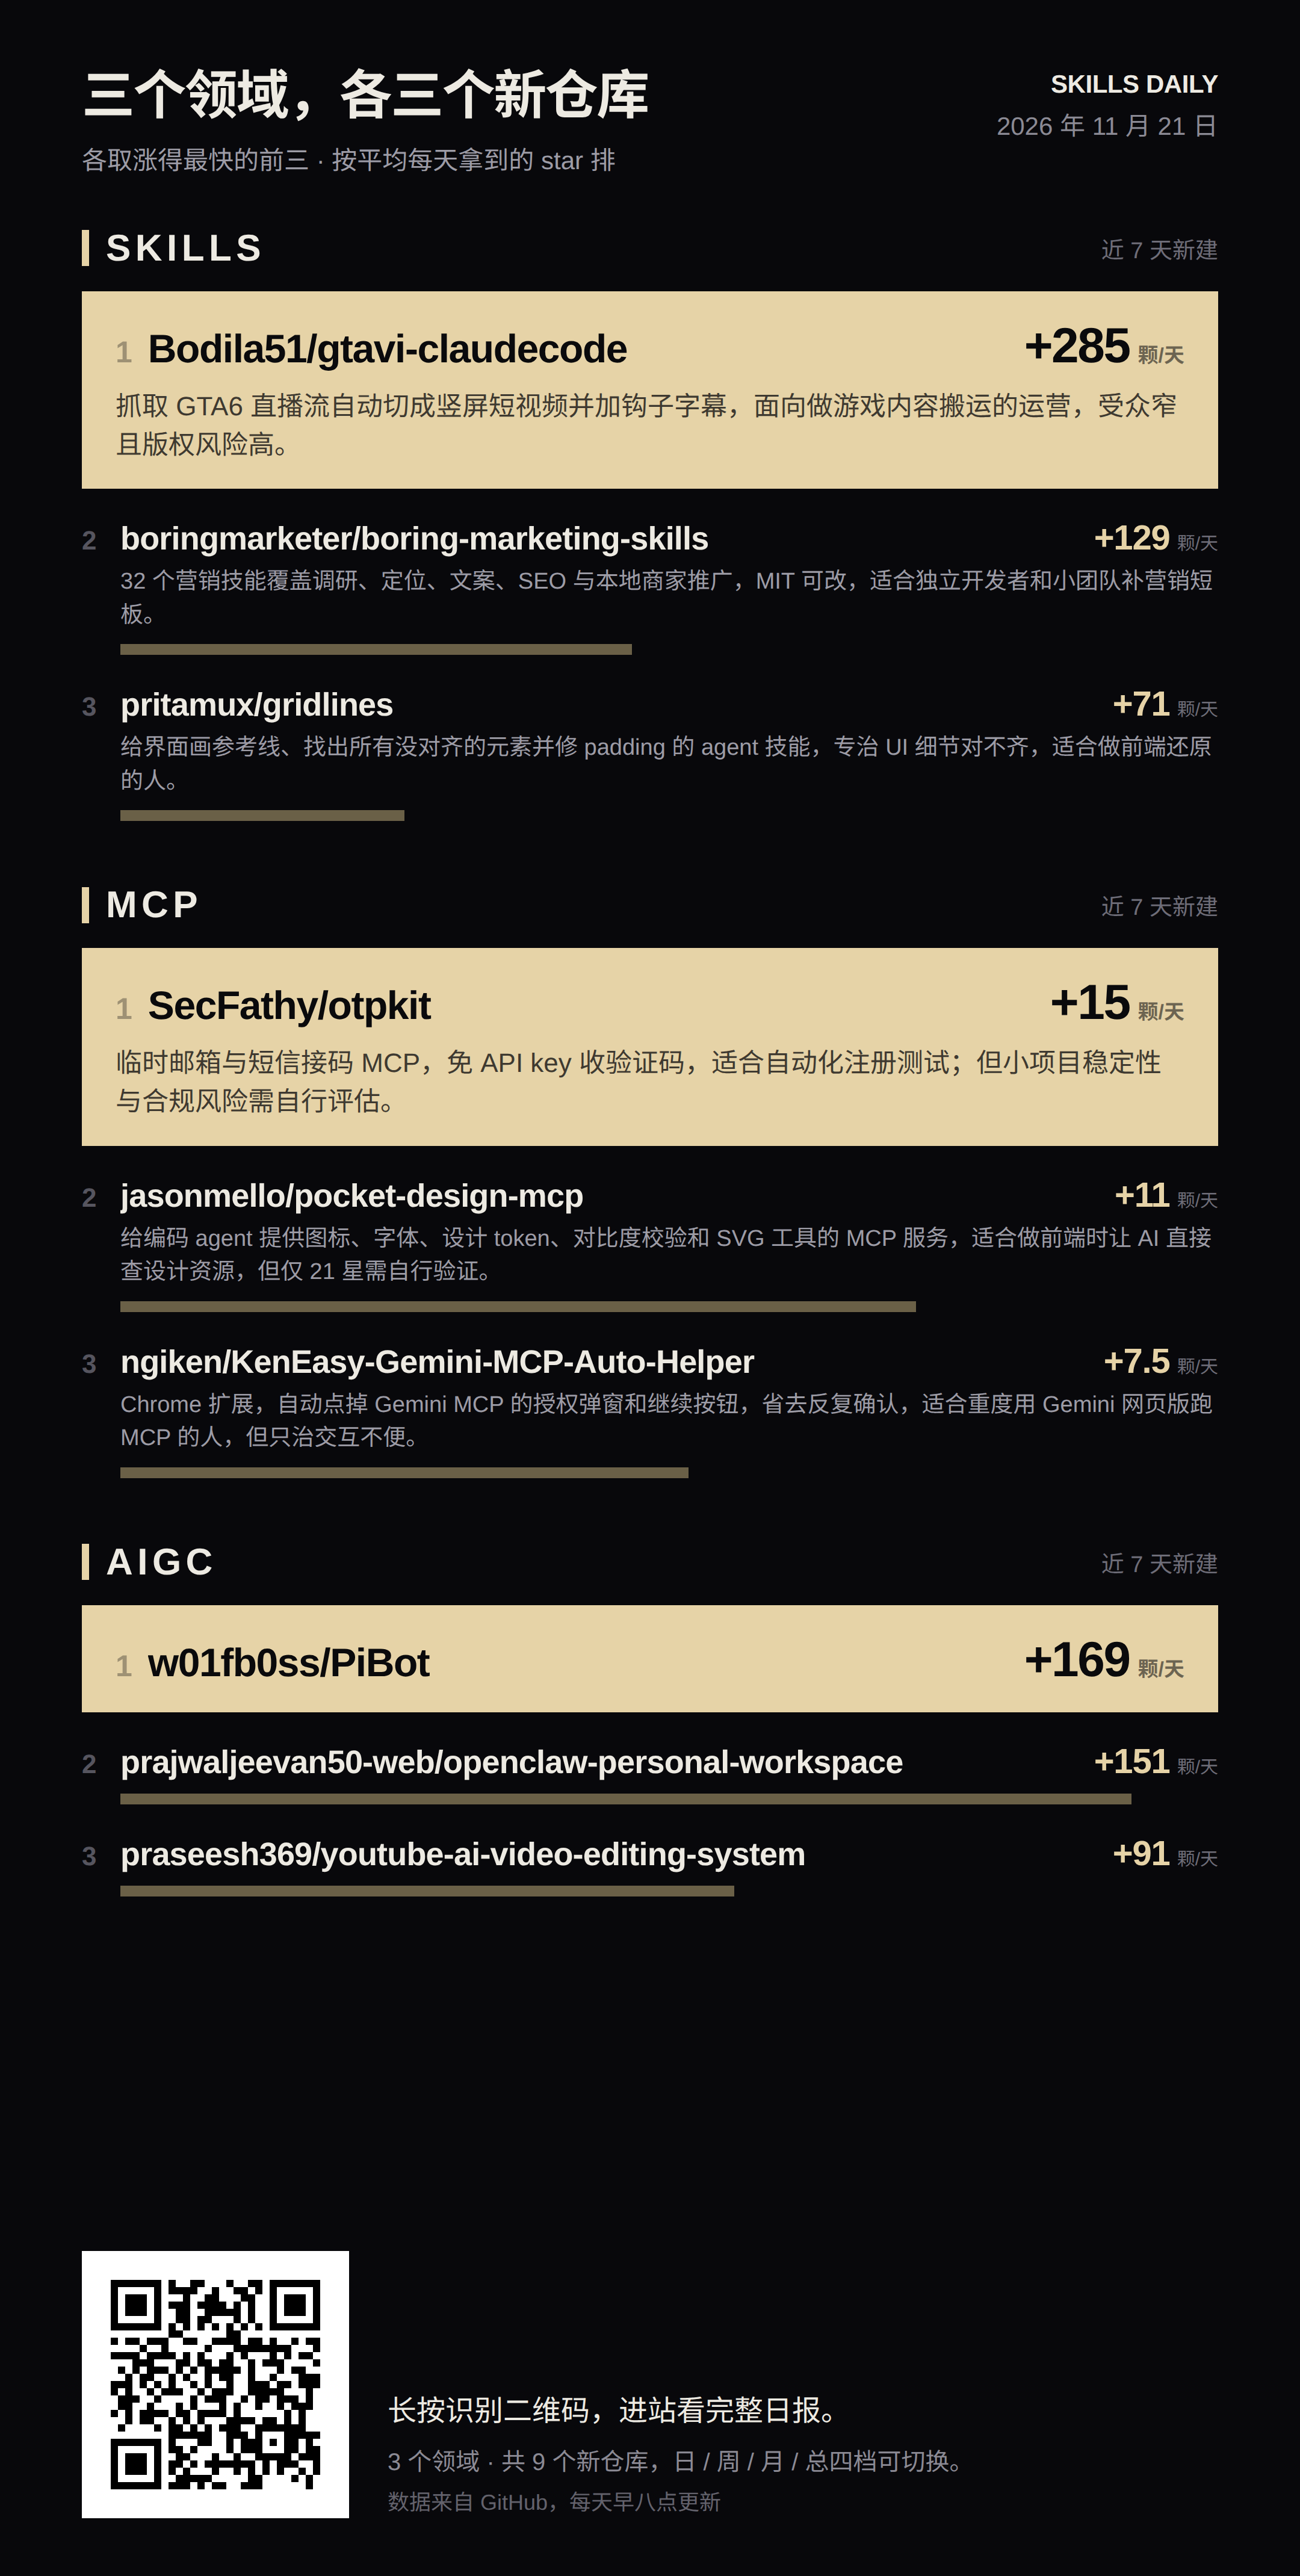 三个领域，各三个新仓库
SKILLS DAILY
2026 年 11 月 21 日
各取涨得最快的前三 · 按平均每天拿到的 star 排
SKILLS
近 7 天新建
1 Bodila51/gtavi-claudecode +285 颗/天
抓取 GTA6 直播流自动切成竖屏短视频并加钩子字幕，面向做游戏内容搬运的运营，受众窄
且版权风险高。
2 boringmarketer/boring-marketing-skills +129 颗/天
32 个营销技能覆盖调研、定位、文案、SEO 与本地商家推广，MIT 可改，适合独立开发者和小团队补营销短
板。
3 pritamux/gridlines +71 颗/天
给界面画参考线、找出所有没对齐的元素并修 padding 的 agent 技能，专治 UI 细节对不齐，适合做前端还原
的人。
MCP
近 7 天新建
1 SecFathy/otpkit +15 颗/天
临时邮箱与短信接码 MCP，免 API key 收验证码，适合自动化注册测试；但小项目稳定性
与合规风险需自行评估。
2 jasonmello/pocket-design-mcp +11 颗/天
给编码 agent 提供图标、字体、设计 token、对比度校验和 SVG 工具的 MCP 服务，适合做前端时让 AI 直接
查设计资源，但仅 21 星需自行验证。
3 ngiken/KenEasy-Gemini-MCP-Auto-Helper +7.5 颗/天
Chrome 扩展，自动点掉 Gemini MCP 的授权弹窗和继续按钮，省去反复确认，适合重度用 Gemini 网页版跑
MCP 的人，但只治交互不便。
AIGC
近 7 天新建
1 w01fb0ss/PiBot +169 颗/天
2 prajwaljeevan50-web/openclaw-personal-workspace +151 颗/天
3 praseesh369/youtube-ai-video-editing-system +91 颗/天
长按识别二维码，进站看完整日报。
3 个领域 · 共 9 个新仓库，日 / 周 / 月 / 总四档可切换。
数据来自 GitHub，每天早八点更新